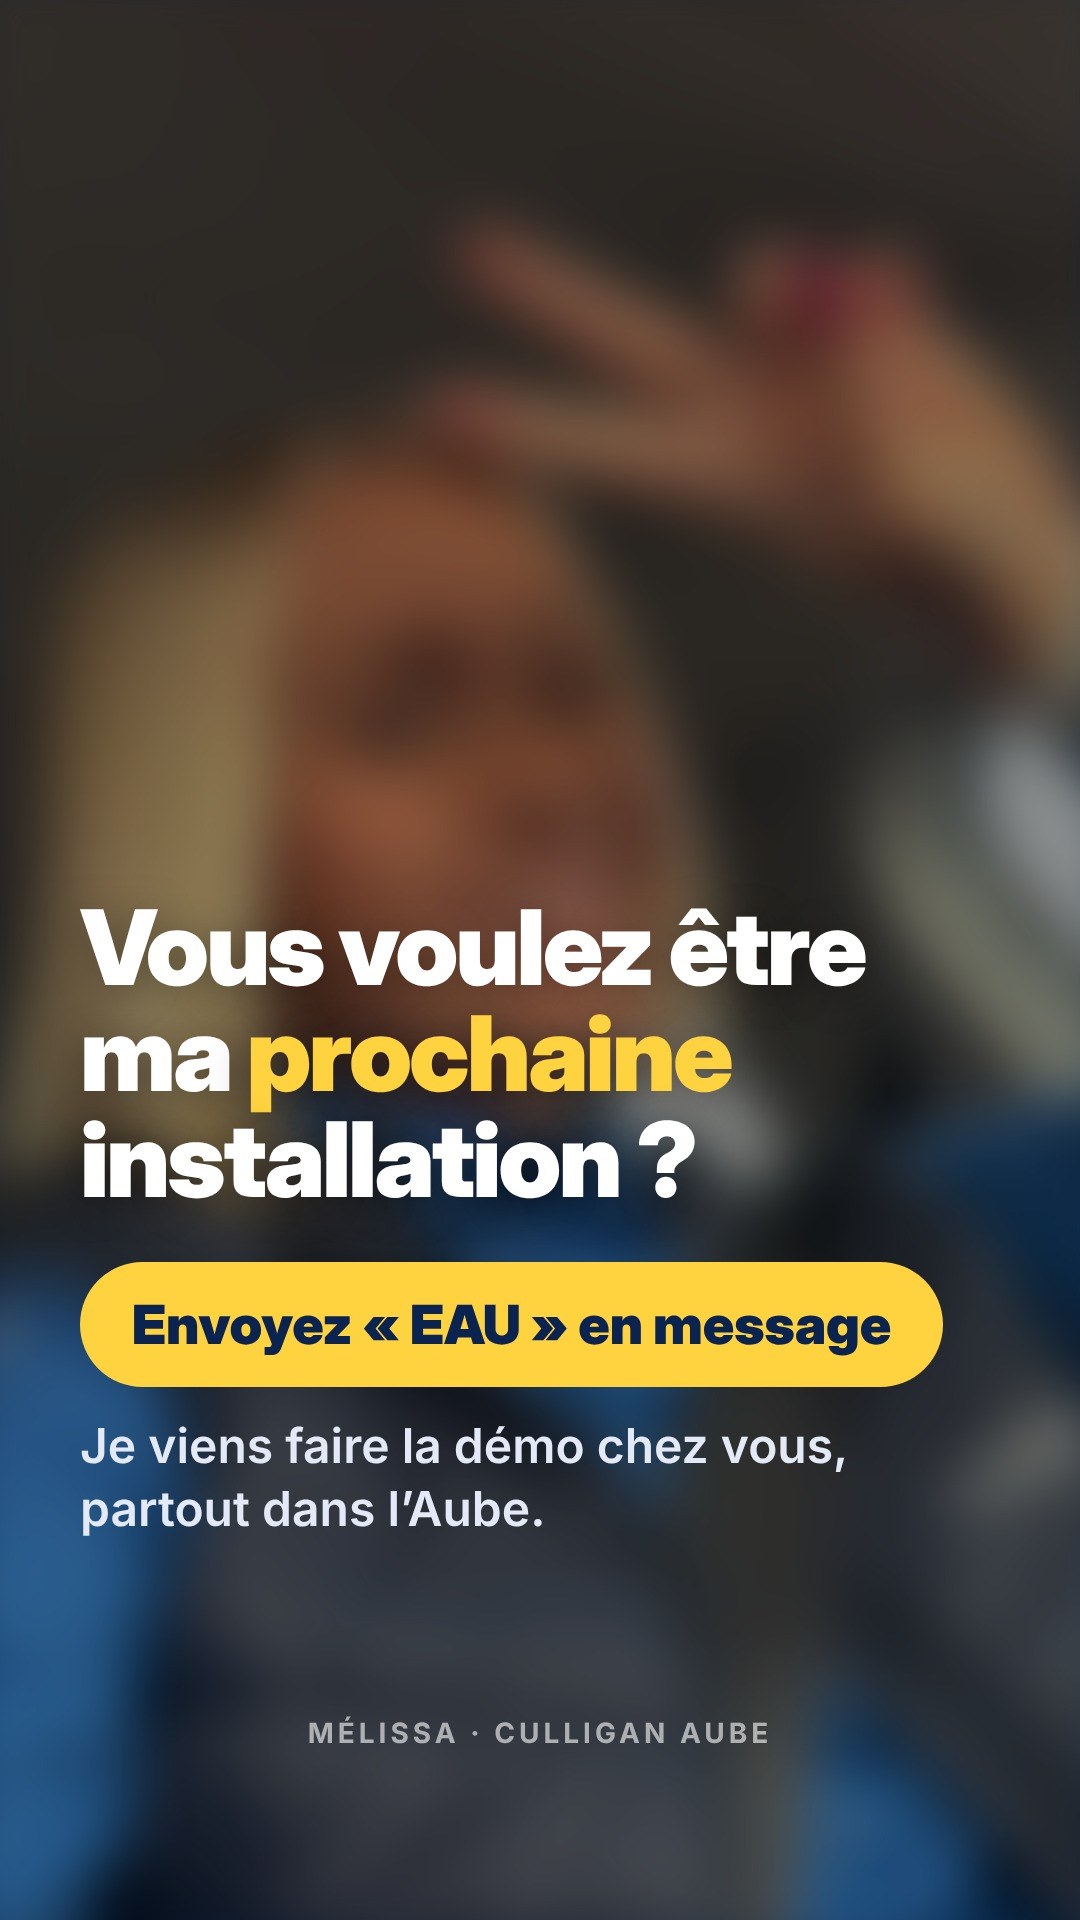 Vous voulez être
ma prochaine
installation ?
Envoyez « EAU » en message
Je viens faire la démo chez vous,
partout dans l’Aube.
MÉLISSA · CULLIGAN AUBE